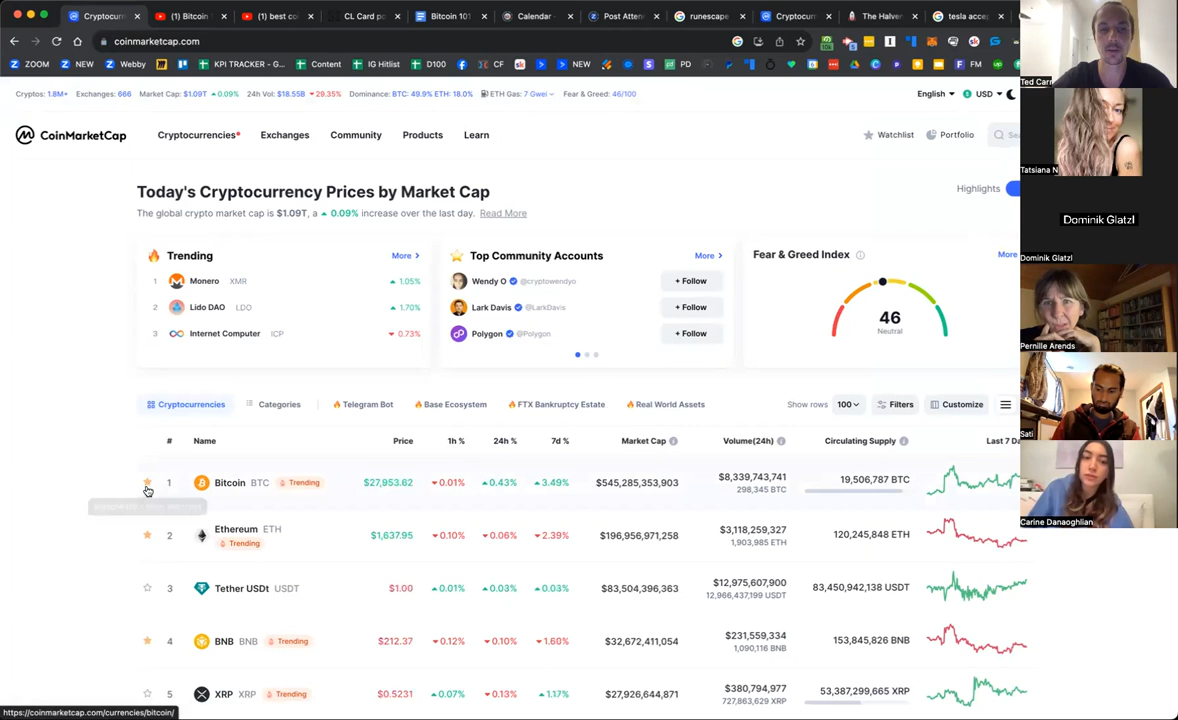 Cryptocurr
(1) Bitcoin
(1) best coi
CL Card po
Bitcoin 101
Calendar -
Post Atten
runescape
Cryptocurr
The Halver
tesla acce
coinmarketcap.com
ZOOM
NEW
Webby
KPI TRACKER - G...
Content
IG Hitlist
D100
CF
NEW
PD
FM
Cryptos: 1.8M+ Exchanges: 666 Market Cap: $1.09T 0.09% 24h Vol: $18.55B 29.35% Dominance: BTC: 49.9% ETH: 18.0% ETH Gas: 7 Gwei Fear & Greed: 46/100
English USD
CoinMarketCap
Cryptocurrencies
Exchanges
Community
Products
Learn
Watchlist
Portfolio
Sea
Today's Cryptocurrency Prices by Market Cap
Highlights
The global crypto market cap is $1.09T, a 0.09% increase over the last day. Read More
Trending
More >
1 Monero XMR 1.05%
2 Lido DAO LDO 1.70%
3 Internet Computer ICP 0.73%
Top Community Accounts
More >
Wendy O @cryptowendyo + Follow
Lark Davis @LarkDavis + Follow
Polygon @Polygon + Follow
Fear & Greed Index
More
46
Neutral
Cryptocurrencies
Categories
Telegram Bot
Base Ecosystem
FTX Bankruptcy Estate
Real World Assets
Show rows 100
Filters
Customize
# Name Price 1h % 24h % 7d % Market Cap Volume(24h) Circulating Supply Last 7 Da
1 Bitcoin BTC Trending $27,953.62 0.01% 0.43% 3.49% $545,285,353,903 $8,339,743,741 19,506,787 BTC
298,345 BTC
2 Ethereum ETH $1,637.95 0.10% 0.06% 2.39% $196,956,971,258 $3,118,259,327 120,245,848 ETH
Trending 1,903,985 ETH
3 Tether USDt USDT $1.00 0.01% 0.03% 0.03% $83,504,396,363 $12,975,607,900 83,450,942,138 USDT
12,966,437,199 USDT
4 BNB BNB Trending $212.37 0.12% 0.10% 1.60% $32,672,411,054 $231,559,334 153,845,826 BNB
1,090,116 BNB
5 XRP XRP Trending $0.5231 0.07% 0.13% 1.17% $27,926,644,871 $380,794,977 53,387,299,665 XRP
727,863,629 XRP
https://coinmarketcap.com/currencies/bitcoin/
Ted Carr
Tatsiana N
Dominik Glatzl
Dominik Glatzl
Pernille Arends
Sati
Carine Danaoghlian